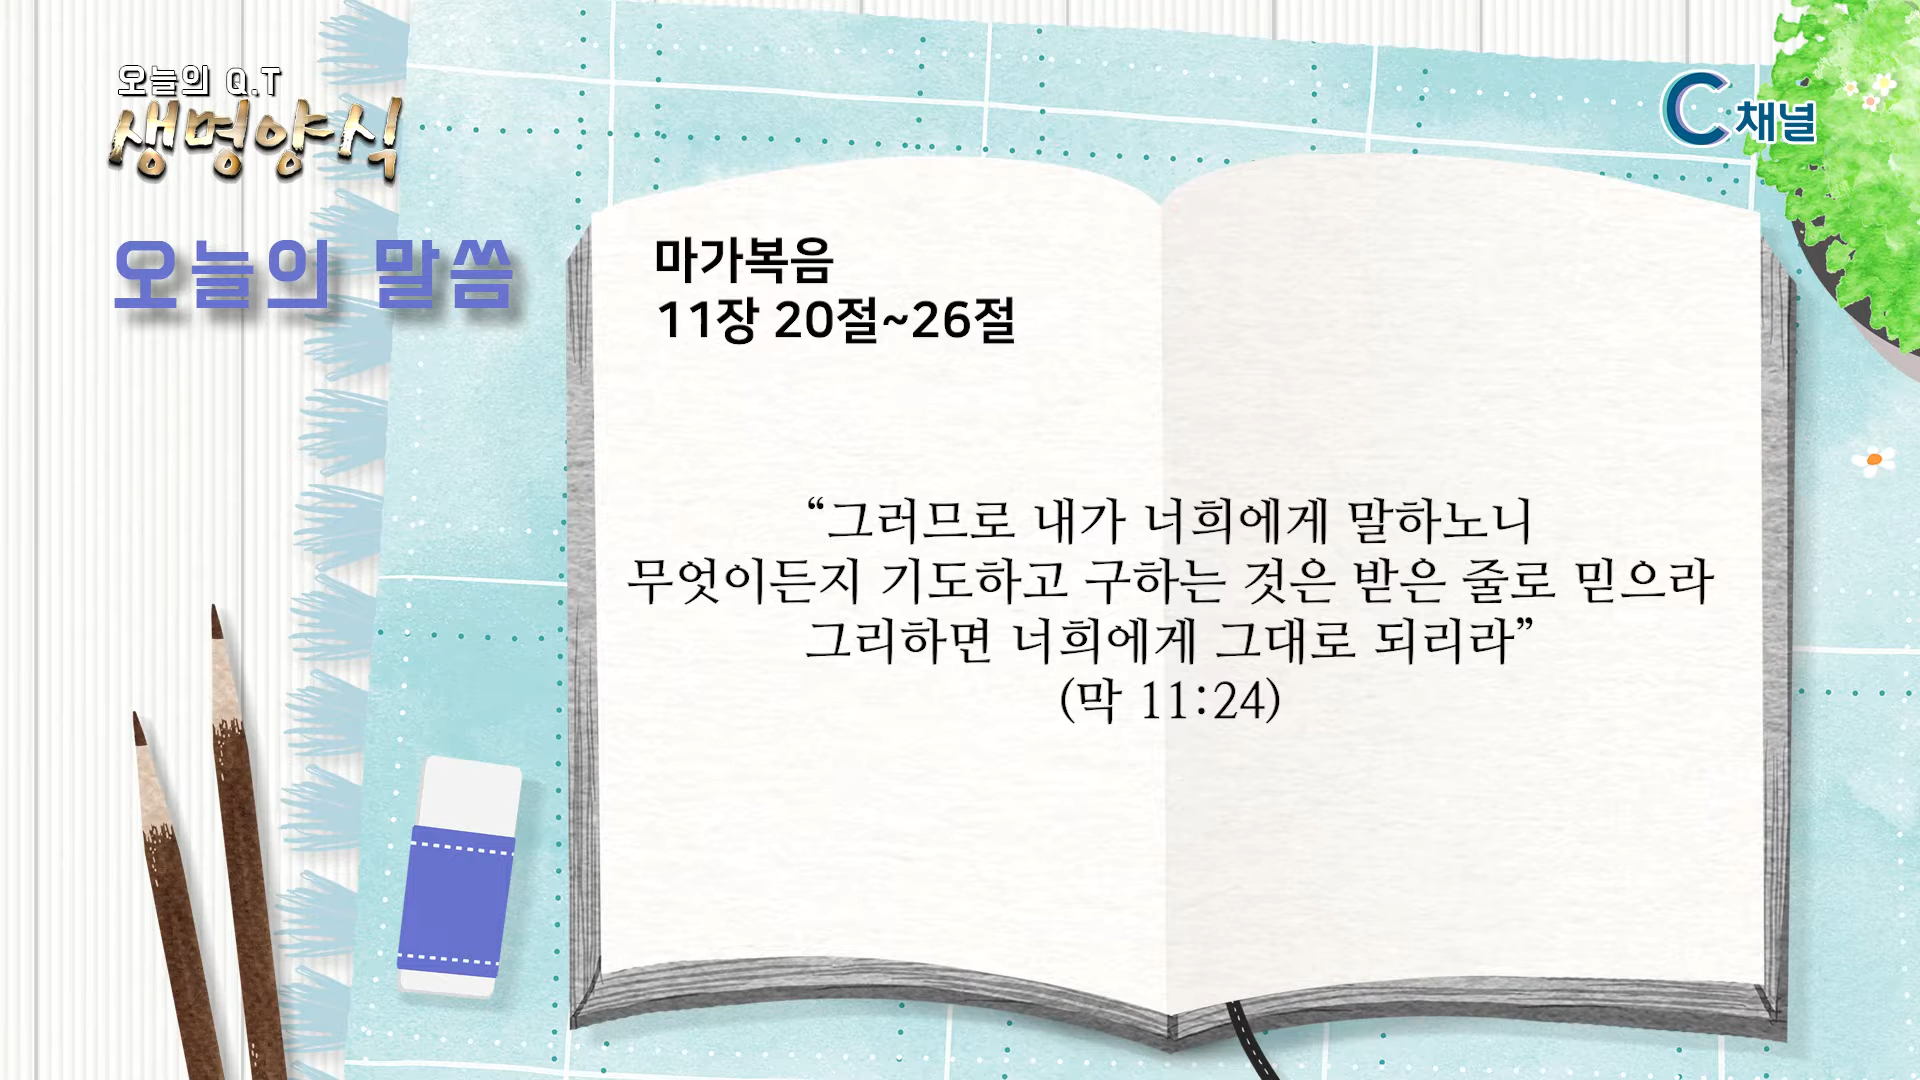 오늘의 Q.T
생명양식
C채널
오늘의 말씀
마가복음
11장 20절~26절
“그러므로 내가 너희에게 말하노니
무엇이든지 기도하고 구하는 것은 받은 줄로 믿으라
그리하면 너희에게 그대로 되리라”
(막 11:24)